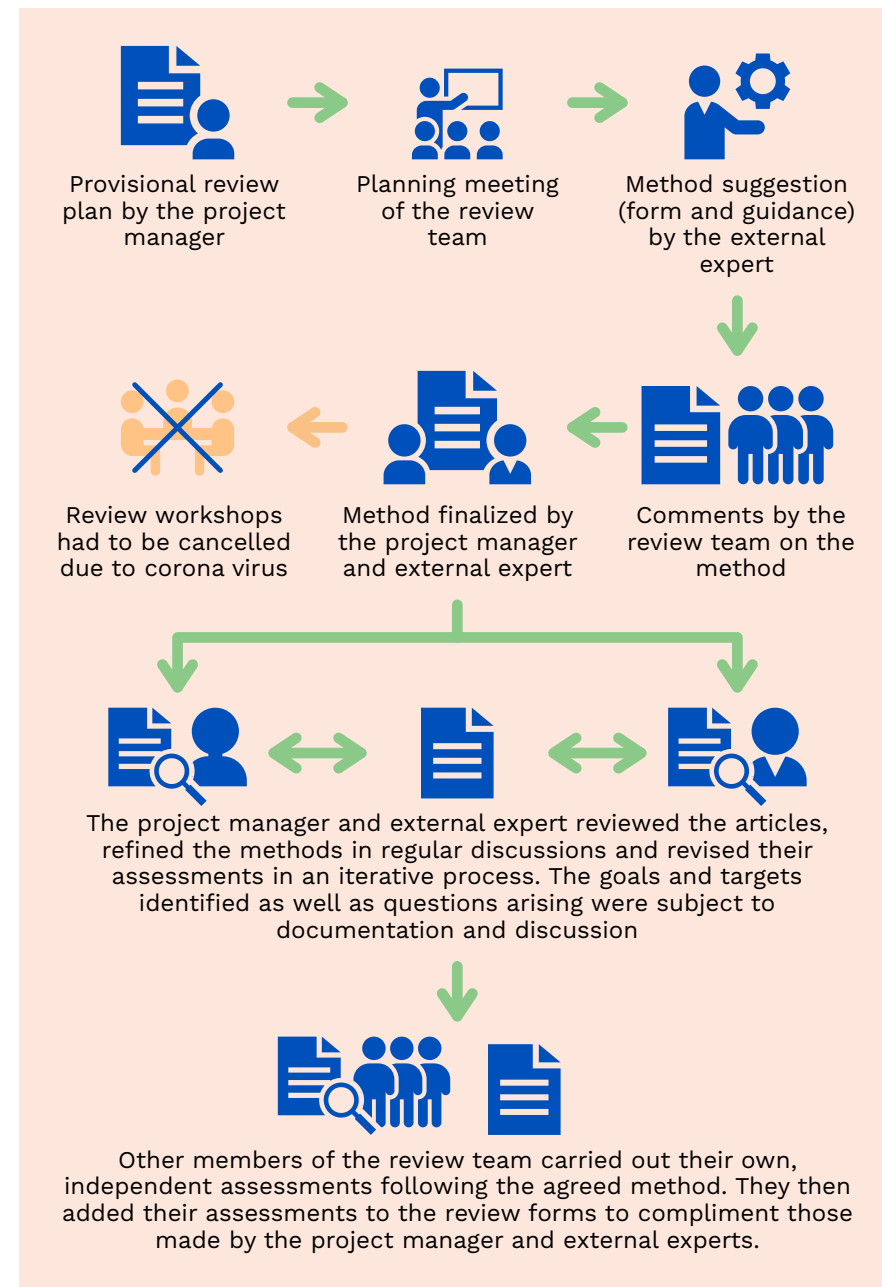 Provisional review
plan by the project
manager
Planning meeting
of the review
team
Method suggestion
(form and guidance)
by the external
expert
Comments by the
review team on the
method
Method finalized by
the project manager
and external expert
Review workshops
had to be cancelled
due to corona virus
The project manager and external expert reviewed the articles,
refined the methods in regular discussions and revised their
assessments in an iterative process. The goals and targets
identified as well as questions arising were subject to
documentation and discussion
Other members of the review team carried out their own,
independent assessments following the agreed method. They then
added their assessments to the review forms to compliment those
made by the project manager and external experts.